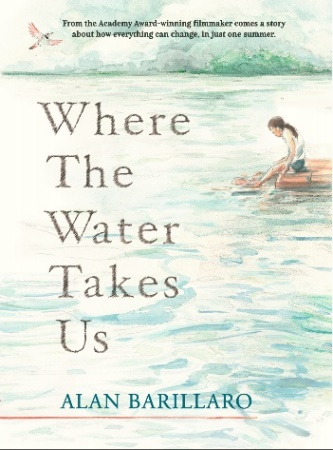 From the Academy Award-winning filmmaker comes a story
about how everything can change, in just one summer.
Where
The
Water
Takes
Us
ALAN BARILLARO